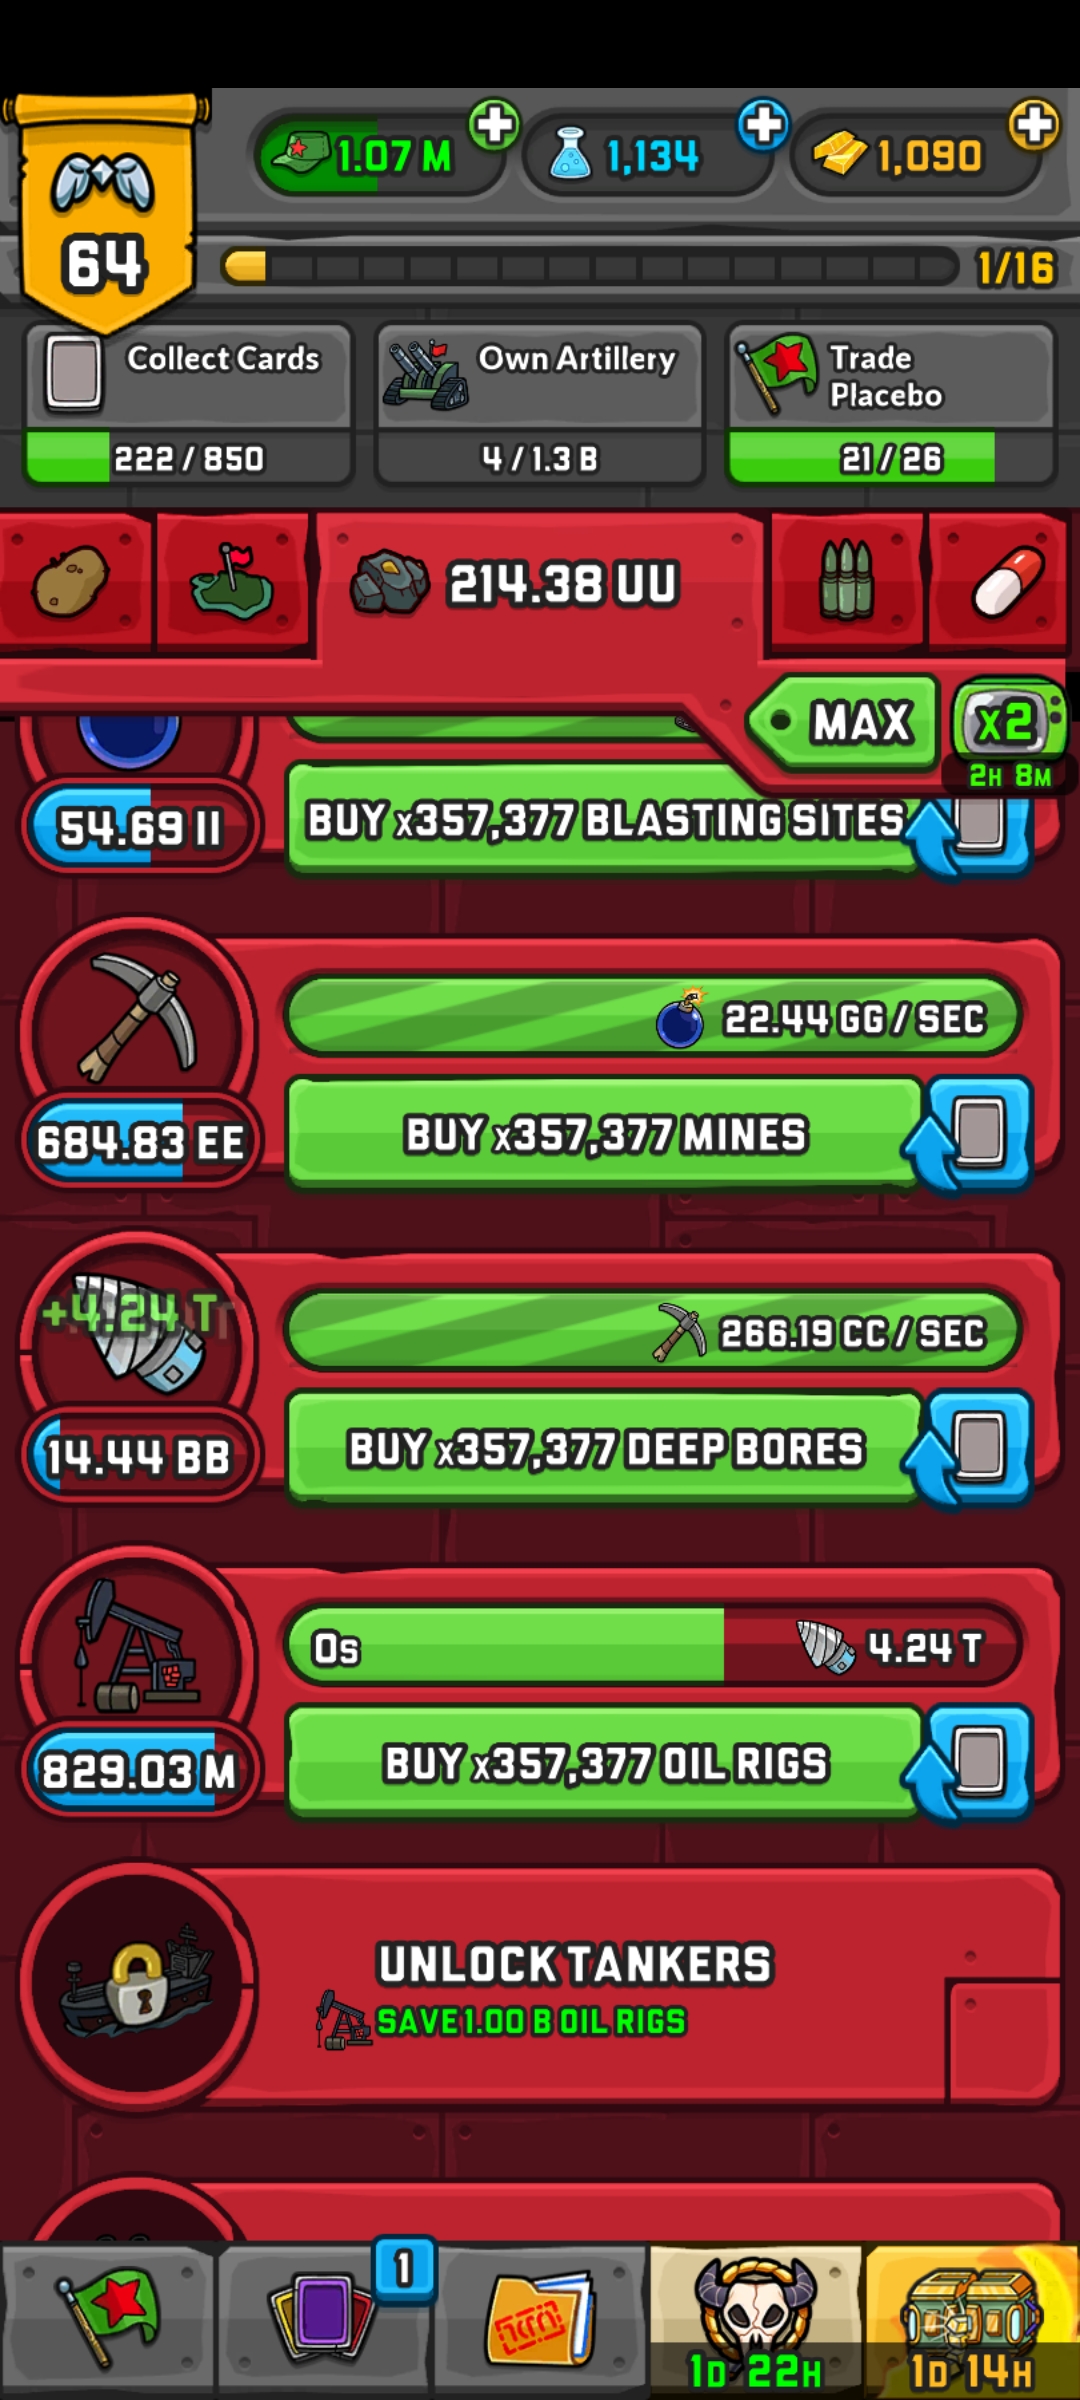 64
1.07 M
1,134
1,090
1/16
Collect Cards
222 / 850
Own Artillery
4 / 1.3 B
Trade
Placebo
21 / 26
214.38 UU
MAX
x2
2H 8M
54.69 II
BUY x357,377 BLASTING SITES
22.44 GG / SEC
684.83 EE
BUY x357,377 MINES
+4.24 T
266.19 CC / SEC
14.44 BB
BUY x357,377 DEEP BORES
0s
4.24 T
829.03 M
BUY x357,377 OIL RIGS
UNLOCK TANKERS
SAVE 1.00 B OIL RIGS
1
1D 22H
1D 14H